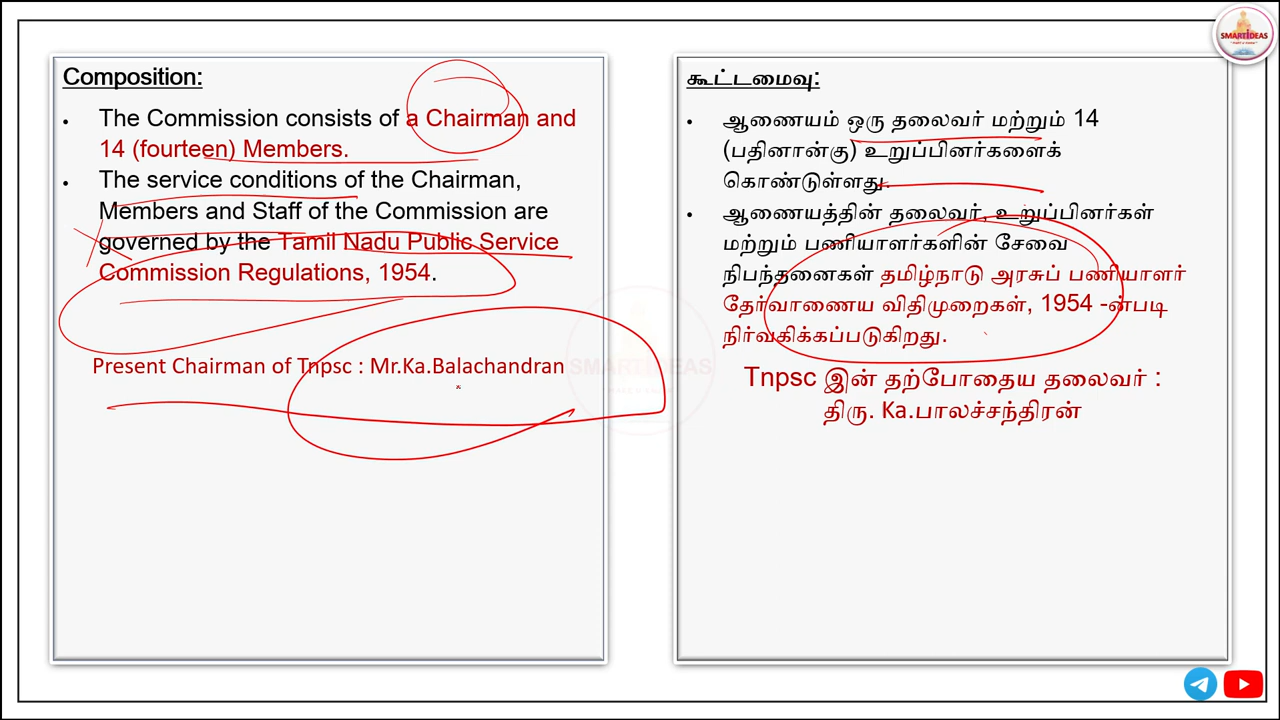 SMARTIDEAS
Composition:
• The Commission consists of a Chairman and
14 (fourteen) Members.
• The service conditions of the Chairman,
Members and Staff of the Commission are
governed by the Tamil Nadu Public Service
Commission Regulations, 1954.
Present Chairman of Tnpsc : Mr.Ka.Balachandran
கூட்டமைவு:
• ஆணையம் ஒரு தலைவர் மற்றும் 14
(பதினான்கு) உறுப்பினர்களைக்
கொண்டுள்ளது.
• ஆணையத்தின் தலைவர், உறுப்பினர்கள்
மற்றும் பணியாளர்களின் சேவை
நிபந்தனைகள் தமிழ்நாடு அரசுப் பணியாளர்
தேர்வாணைய விதிமுறைகள், 1954 -ன்படி
நிர்வகிக்கப்படுகிறது.
Tnpsc இன் தற்போதைய தலைவர் :
திரு. Ka.பாலச்சந்திரன்
SMARTIDEAS